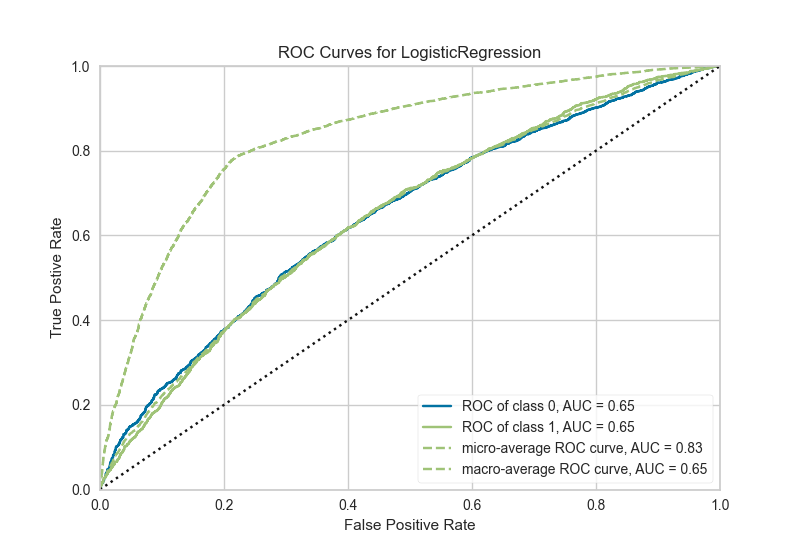 ROC Curves for LogisticRegression
1.0
0.8
0.6
0.4
0.2
0.0
True Postive Rate
0.0 0.2 0.4 0.6 0.8 1.0
False Positive Rate
ROC of class 0, AUC = 0.65
ROC of class 1, AUC = 0.65
micro-average ROC curve, AUC = 0.83
macro-average ROC curve, AUC = 0.65